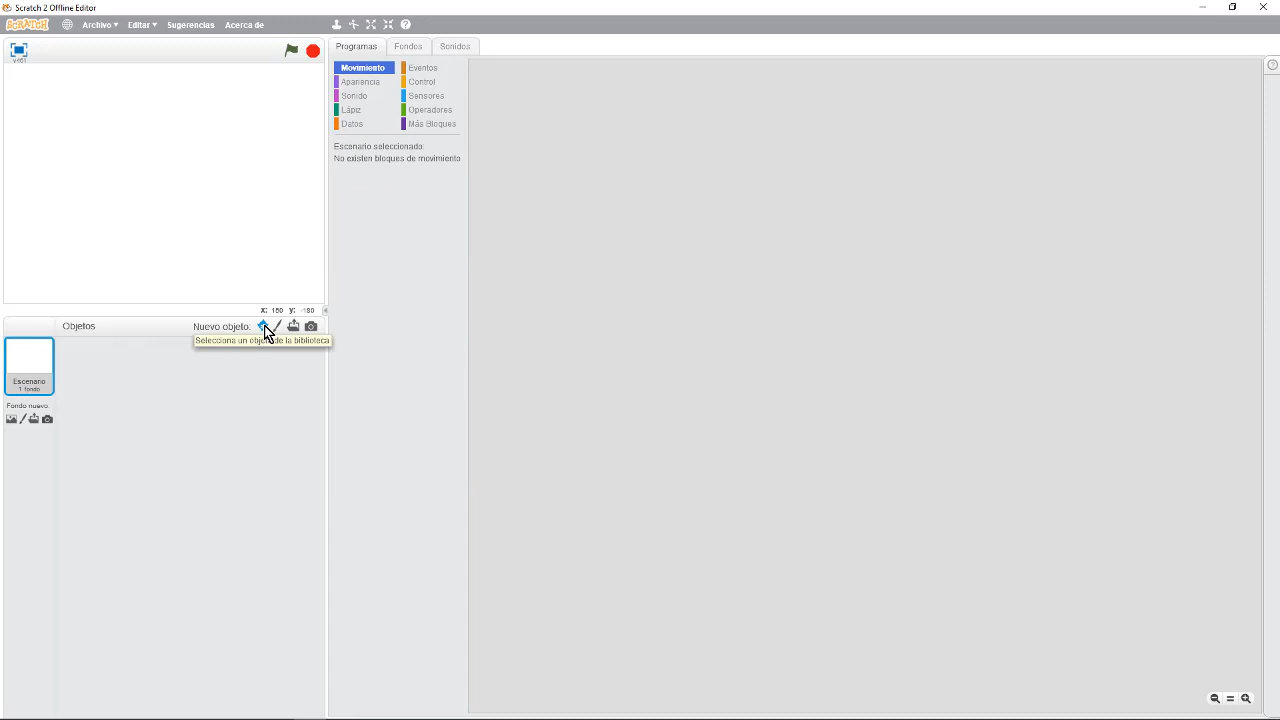 Scratch 2 Offline Editor
SCRATCH Archivo Editar Sugerencias Acerca de
v461
Programas Fondos Sonidos
Movimiento Eventos
Apariencia Control
Sonido Sensores
Lápiz Operadores
Datos Más Bloques
Escenario seleccionado:
No existen bloques de movimiento
x: 180 y: -180
Objetos Nuevo objeto:
Selecciona un objeto de la biblioteca
Escenario
1 fondo
Fondo nuevo: